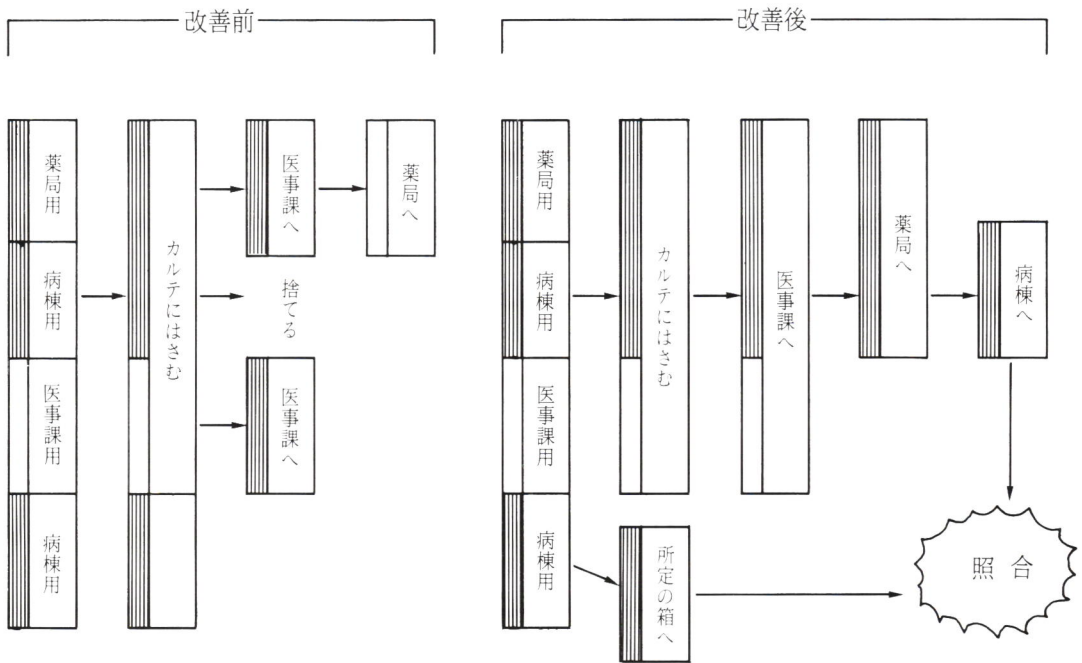 改善前
薬局用
病棟用
医事課用
病棟用
カルテにはさむ
医事課へ
捨てる
医事課へ
薬局へ
改善後
薬局用
病棟用
医事課用
病棟用
カルテにはさむ
所定の箱へ
医事課へ
薬局へ
病棟へ
照合